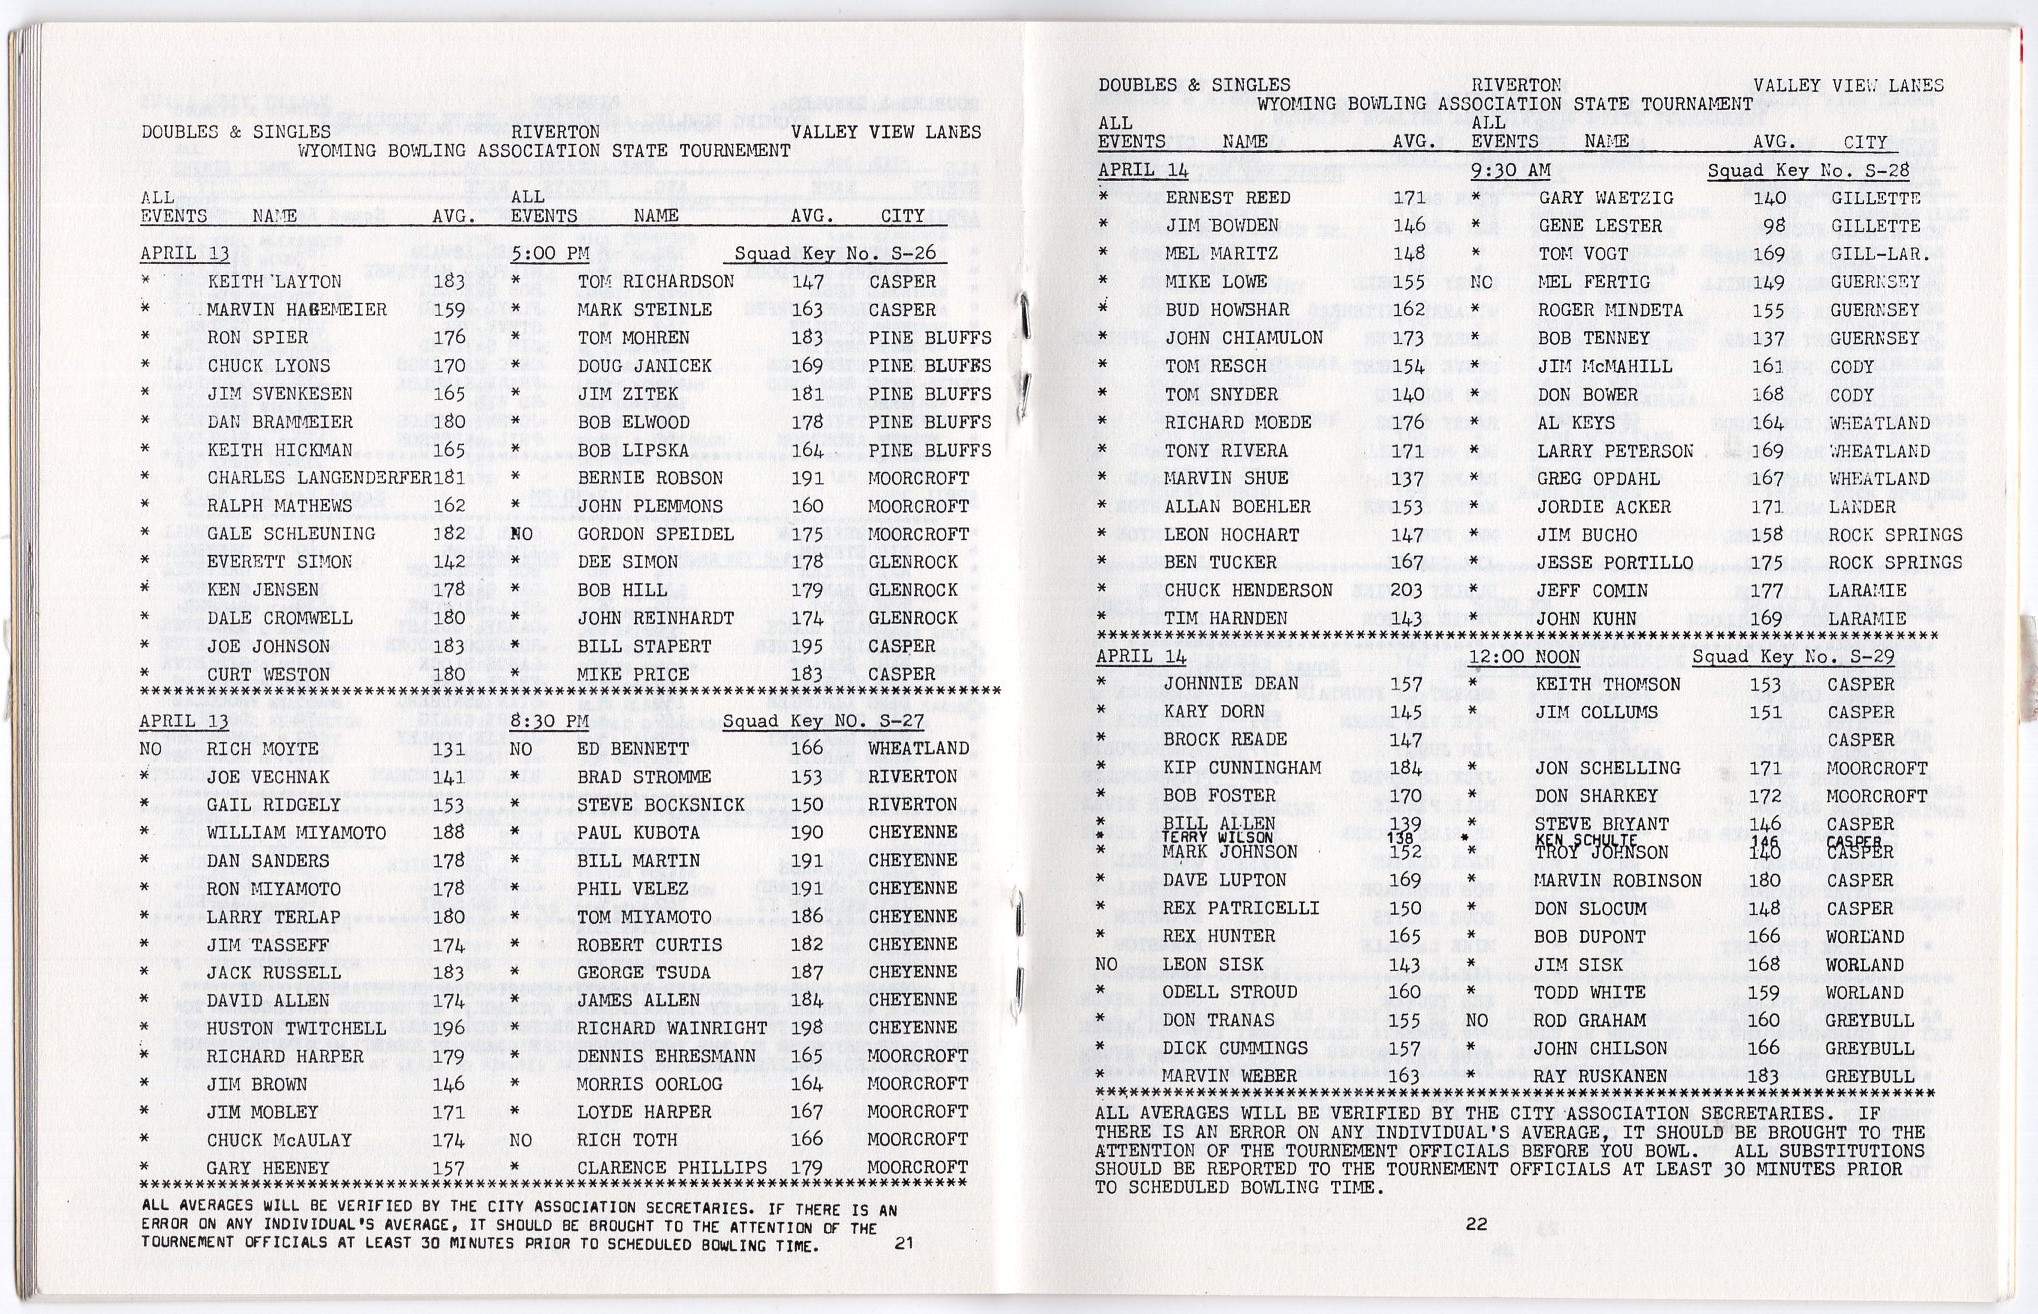 DOUBLES & SINGLES RIVERTON VALLEY VIEW LANES
WYOMING BOWLING ASSOCIATION STATE TOURNEMENT
ALL ALL
EVENTS NAME AVG. EVENTS NAME AVG. CITY
APRIL 13 5:00 PM Squad Key No. S-26
* KEITH LAYTON 183 * TOM RICHARDSON 147 CASPER
* MARVIN HAGEMEIER 159 * MARK STEINLE 163 CASPER
* RON SPIER 176 * TOM MOHREN 183 PINE BLUFFS
* CHUCK LYONS 170 * DOUG JANICEK 169 PINE BLUFFS
* JIM SVENKESEN 165 * JIM ZITEK 181 PINE BLUFFS
* DAN BRAMMEIER 180 * BOB ELWOOD 178 PINE BLUFFS
* KEITH HICKMAN 165 * BOB LIPSKA 164 PINE BLUFFS
* CHARLES LANGENDERFER181 * BERNIE ROBSON 191 MOORCROFT
* RALPH MATHEWS 162 * JOHN PLEMMONS 160 MOORCROFT
* GALE SCHLEUNING 182 NO GORDON SPEIDEL 175 MOORCROFT
* EVERETT SIMON 142 * DEE SIMON 178 GLENROCK
* KEN JENSEN 178 * BOB HILL 179 GLENROCK
* DALE CROMWELL 180 * JOHN REINHARDT 174 GLENROCK
* JOE JOHNSON 183 * BILL STAPERT 195 CASPER
* CURT WESTON 180 * MIKE PRICE 183 CASPER
*****************************************************************************
APRIL 13 8:30 PM Squad Key NO. S-27
NO RICH MOYTE 131 NO ED BENNETT 166 WHEATLAND
* JOE VECHNAK 141 * BRAD STROMME 153 RIVERTON
* GAIL RIDGELY 153 * STEVE BOCKSNICK 150 RIVERTON
* WILLIAM MIYAMOTO 188 * PAUL KUBOTA 190 CHEYENNE
* DAN SANDERS 178 * BILL MARTIN 191 CHEYENNE
* RON MIYAMOTO 178 * PHIL VELEZ 191 CHEYENNE
* LARRY TERLAP 180 * TOM MIYAMOTO 186 CHEYENNE
* JIM TASSEFF 174 * ROBERT CURTIS 182 CHEYENNE
* JACK RUSSELL 183 * GEORGE TSUDA 187 CHEYENNE
* DAVID ALLEN 174 * JAMES ALLEN 184 CHEYENNE
* HUSTON TWITCHELL 196 * RICHARD WAINRIGHT 198 CHEYENNE
* RICHARD HARPER 179 * DENNIS EHRESMANN 165 MOORCROFT
* JIM BROWN 146 * MORRIS OORLOG 164 MOORCROFT
* JIM MOBLEY 171 * LOYDE HARPER 167 MOORCROFT
* CHUCK McAULAY 174 NO RICH TOTH 166 MOORCROFT
* GARY HEENEY 157 * CLARENCE PHILLIPS 179 MOORCROFT
**************************************************************************
ALL AVERAGES WILL BE VERIFIED BY THE CITY ASSOCIATION SECRETARIES. IF THERE IS AN
ERROR ON ANY INDIVIDUAL'S AVERAGE, IT SHOULD BE BROUGHT TO THE ATTENTION OF THE
TOURNEMENT OFFICIALS AT LEAST 30 MINUTES PRIOR TO SCHEDULED BOWLING TIME. 21
DOUBLES & SINGLES RIVERTON VALLEY VIEW LANES
WYOMING BOWLING ASSOCIATION STATE TOURNAMENT
ALL ALL
EVENTS NAME AVG. EVENTS NAME AVG. CITY
APRIL 14 9:30 AM Squad Key No. S-28
* ERNEST REED 171 * GARY WAETZIG 140 GILLETTE
* JIM BOWDEN 146 * GENE LESTER 98 GILLETTE
* MEL MARITZ 148 * TOM VOGT 169 GILL-LAR.
* MIKE LOWE 155 NO MEL FERTIG 149 GUERNSEY
* BUD HOWSHAR 162 * ROGER MINDETA 155 GUERNSEY
* JOHN CHIAMULON 173 * BOB TENNEY 137 GUERNSEY
* TOM RESCH 154 * JIM McMAHILL 161 CODY
* TOM SNYDER 140 * DON BOWER 168 CODY
* RICHARD MOEDE 176 * AL KEYS 164 WHEATLAND
* TONY RIVERA 171 * LARRY PETERSON 169 WHEATLAND
* MARVIN SHUE 137 * GREG OPDAHL 167 WHEATLAND
* ALLAN BOEHLER 153 * JORDIE ACKER 171 LANDER
* LEON HOCHART 147 * JIM BUCHO 158 ROCK SPRINGS
* BEN TUCKER 167 * JESSE PORTILLO 175 ROCK SPRINGS
* CHUCK HENDERSON 203 * JEFF COMIN 177 LARAMIE
* TIM HARNDEN 143 * JOHN KUHN 169 LARAMIE
***************************************************************************
APRIL 14 12:00 NOON Squad Key No. S-29
* JOHNNIE DEAN 157 * KEITH THOMSON 153 CASPER
* KARY DORN 145 * JIM COLLUMS 151 CASPER
* BROCK READE 147 CASPER
* KIP CUNNINGHAM 184 * JON SCHELLING 171 MOORCROFT
* BOB FOSTER 170 * DON SHARKEY 172 MOORCROFT
* BILL ALLEN 139 * STEVE BRYANT 146 CASPER
* TERRY WILSON 138 * KEN SCHULTE 146 CASPER
* MARK JOHNSON 152 * TROY JOHNSON 140 CASPER
* DAVE LUPTON 169 * MARVIN ROBINSON 180 CASPER
* REX PATRICELLI 150 * DON SLOCUM 148 CASPER
* REX HUNTER 165 * BOB DUPONT 166 WORLAND
NO LEON SISK 143 * JIM SISK 168 WORLAND
* ODELL STROUD 160 * TODD WHITE 159 WORLAND
* DON TRANAS 155 NO ROD GRAHAM 160 GREYBULL
* DICK CUMMINGS 157 * JOHN CHILSON 166 GREYBULL
* MARVIN WEBER 163 * RAY RUSKANEN 183 GREYBULL
***************************************************************************
ALL AVERAGES WILL BE VERIFIED BY THE CITY ASSOCIATION SECRETARIES. IF
THERE IS AN ERROR ON ANY INDIVIDUAL'S AVERAGE, IT SHOULD BE BROUGHT TO THE
ATTENTION OF THE TOURNEMENT OFFICIALS BEFORE YOU BOWL. ALL SUBSTITUTIONS
SHOULD BE REPORTED TO THE TOURNEMENT OFFICIALS AT LEAST 30 MINUTES PRIOR
TO SCHEDULED BOWLING TIME.
22